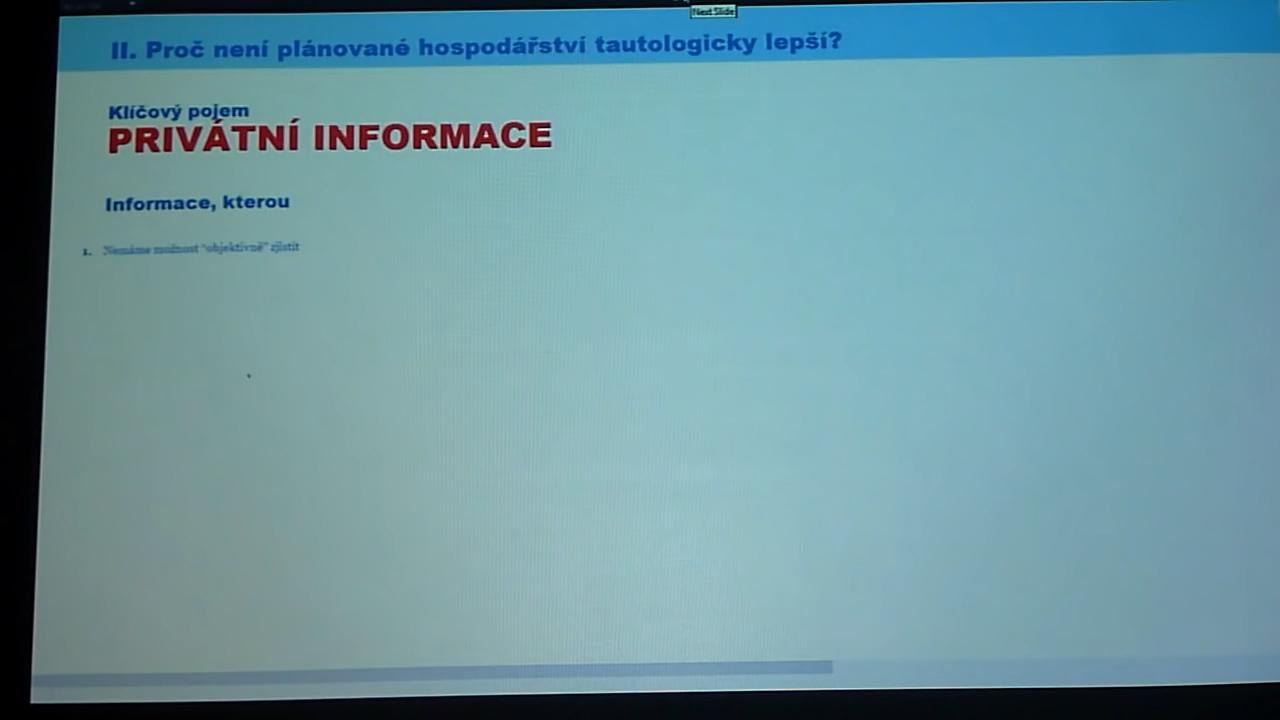 Next Slide
II. Proč není plánované hospodářství tautologicky lepší?
Klíčový pojem
PRIVÁTNÍ INFORMACE
Informace, kterou
1. Nemáme možnost "objektivně" zjistit